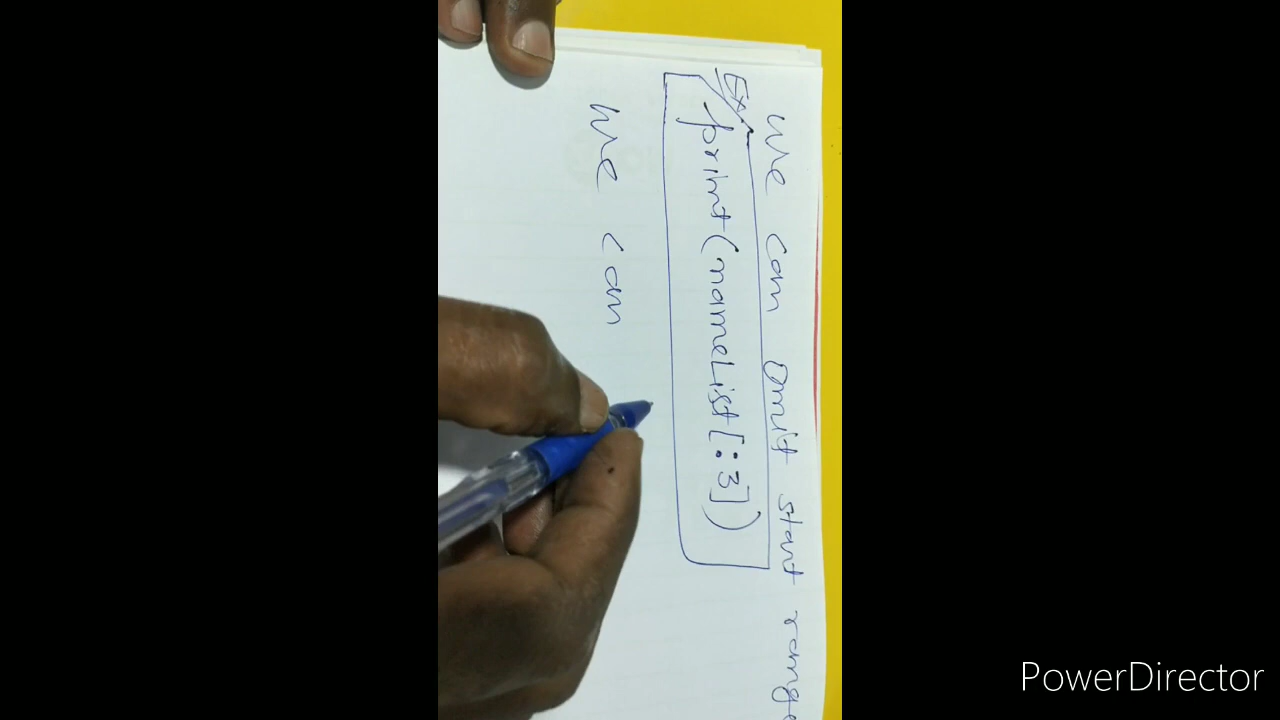 We can Omit start range
Ex
print(nameList[:3])
We can
PowerDirector